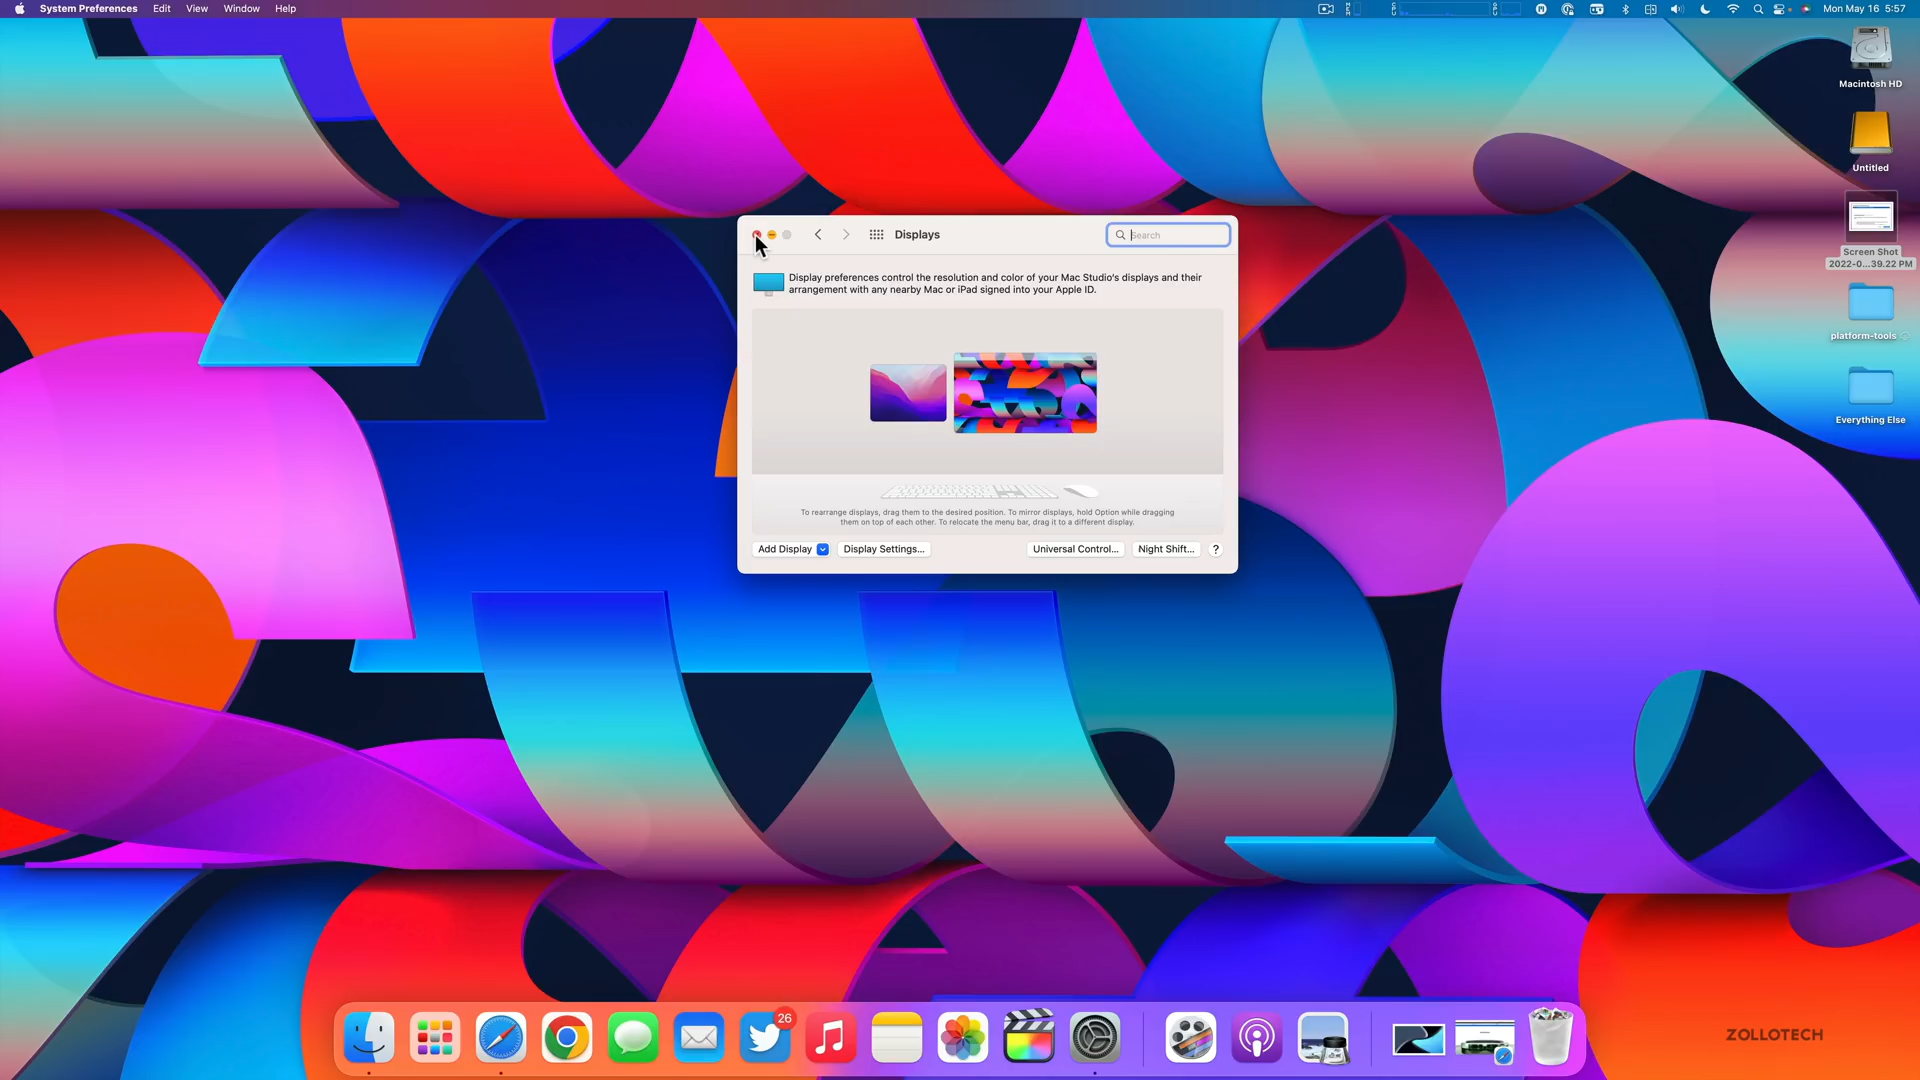 System Preferences Edit View Window Help
Mon May 16 5:57
Macintosh HD
Untitled
Screen Shot
2022-0...39.22 PM
platform-tools
Everything Else
Displays
Search
Display preferences control the resolution and color of your Mac Studio's displays and their
arrangement with any nearby Mac or iPad signed into your Apple ID.
To rearrange displays, drag them to the desired position. To mirror displays, hold Option while dragging
them on top of each other. To relocate the menu bar, drag it to a different display.
Add Display Display Settings... Universal Control... Night Shift... ?
26
ZOLLOTECH